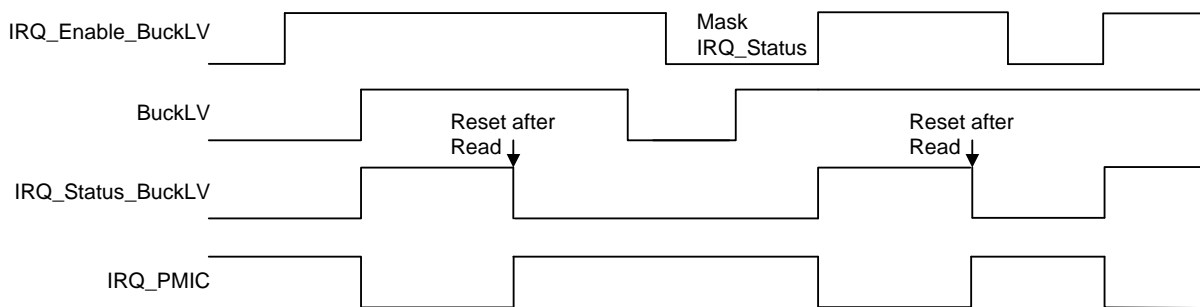 IRQ_Enable_BuckLV
Mask
IRQ_Status
BuckLV
Reset after
Read
Reset after
Read
IRQ_Status_BuckLV
IRQ_PMIC